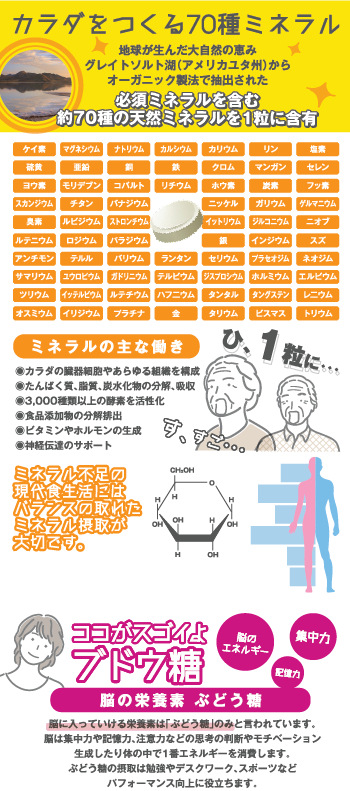 カラダをつくる70種ミネラル
地球が生んだ大自然の恵み
グレイトソルト湖(アメリカユタ州)から
オーガニック製法で抽出された
必須ミネラルを含む
約70種の天然ミネラルを1粒に含有
ケイ素 マグネシウム ナトリウム カルシウム カリウム リン 塩素
硫黄 亜鉛 銅 鉄 クロム マンガン セレン
ヨウ素 モリデブン コバルト リチウム ホウ素 炭素 フッ素
スカンジウム チタン バナジウム ニッケル ガリウム ゲルマニウム
臭素 ルビジウム ストロンチウム イットリウム ジルコニウム ニオブ
ルテニウム ロジウム パラジウム 銀 インジウム スズ
アンチモン テルル バリウム ランタン セリウム プラセオジム ネオジム
サマリウム ユウロピウム ガドリニウム テルビウム ジスプロシウム ホルミウム エルビウム
ツリウム イッテルビウム ルテチウム ハフニウム タンタル タングステン レニウム
オスミウム イリジウム プラチナ 金 タリウム ビスマス トリウム
ミネラルの主な働き
◉カラダの臓器細胞やあらゆる組織を構成
◉たんぱく質、脂質、炭水化物の分解、吸収
◉3,000種類以上の酵素を活性化
◉食品添加物の分解排出
◉ビタミンやホルモンの生成
◉神経伝達のサポート
ひ、1粒に…
す、すご…
ミネラル不足の
現代食生活には
バランスの取れた
ミネラル摂取が
大切です。
CH₂OH
H O H
H
OH H
OH OH
H OH
ココがスゴイよ
ブドウ糖
脳の
エネルギー
集中力
記憶力
脳の栄養素 ぶどう糖
脳に入っていける栄養素は「ぶどう糖」のみと言われています。
脳は集中力や記憶力、注意力などの思考の判断やモチベーション
生成したり体の中で1番エネルギーを消費します。
ぶどう糖の摂取は勉強やデスクワーク、スポーツなど
パフォーマンス向上に役立ちます。